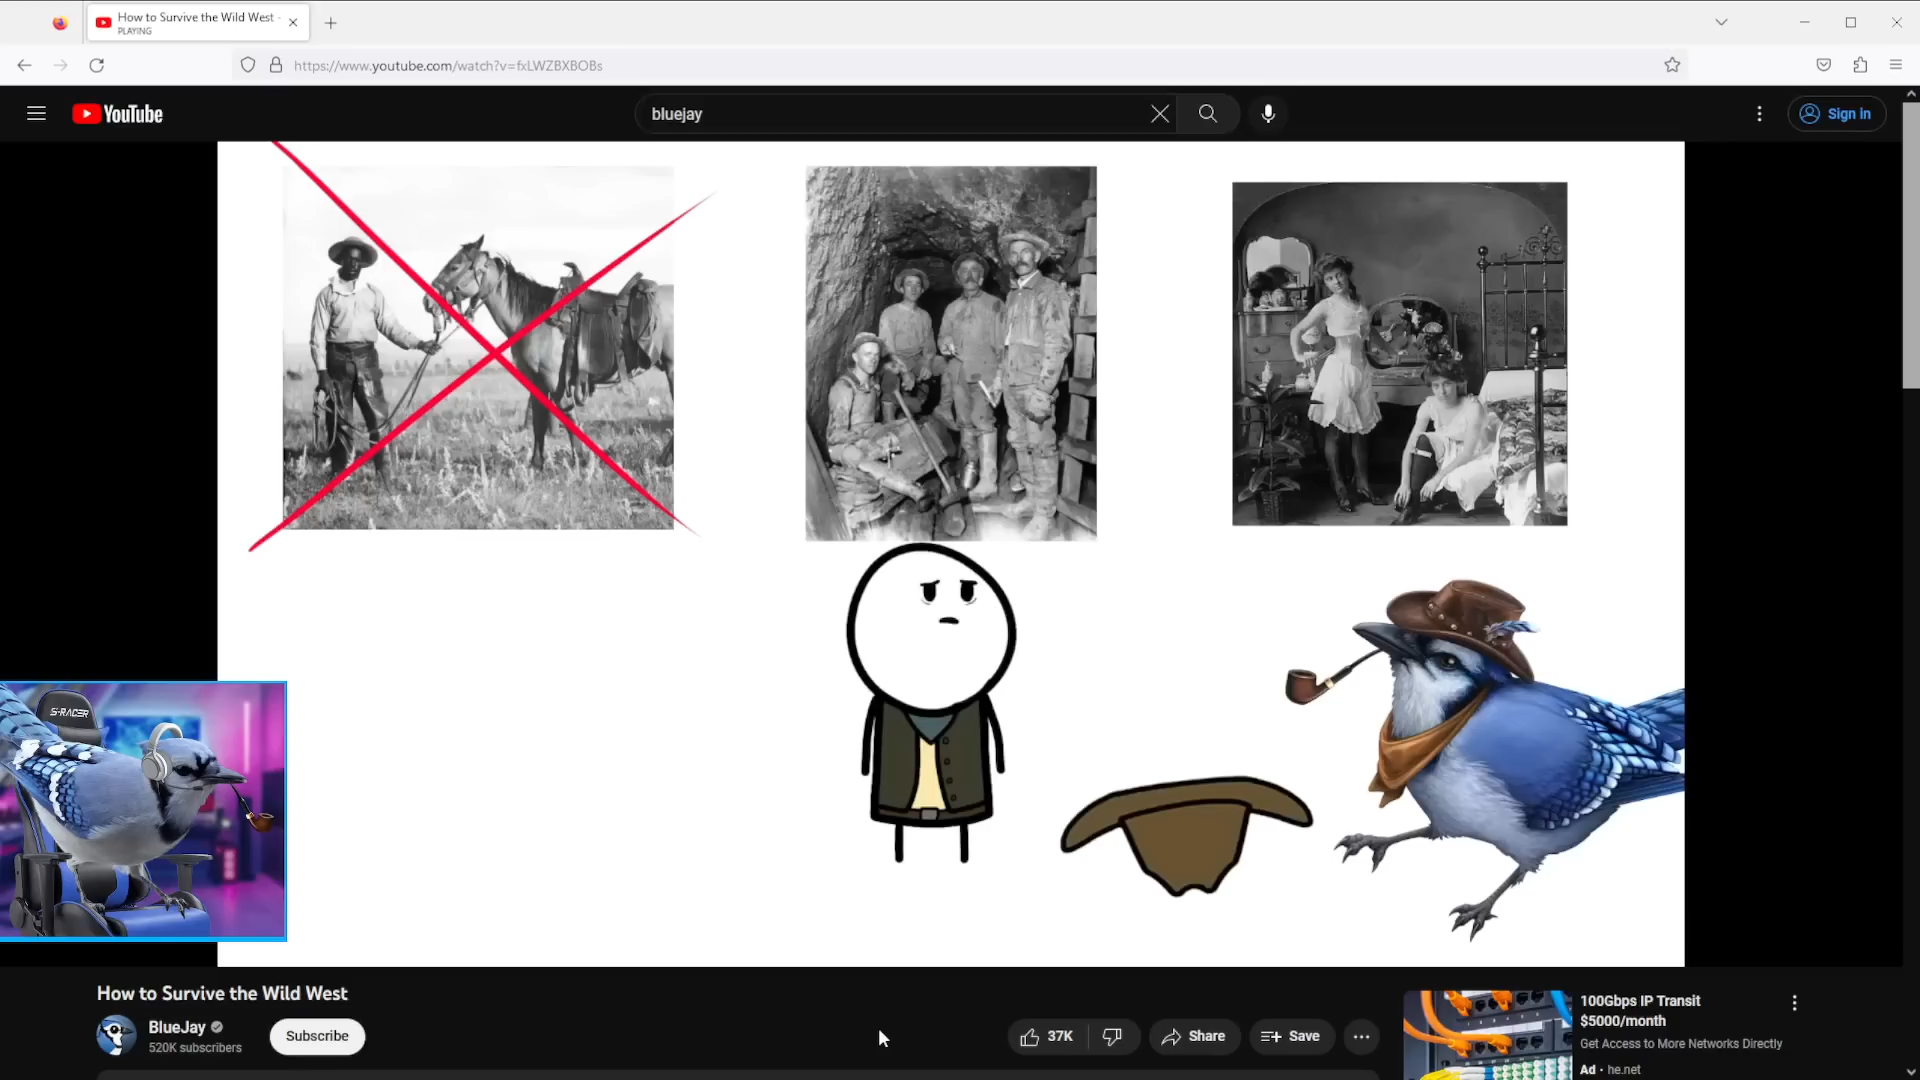 How to Survive the Wild West -
PLAYING
https://www.youtube.com/watch?v=fxLWZBXBOBs
YouTube
bluejay
Sign in
S-RACER
How to Survive the Wild West
BlueJay
520K subscribers
Subscribe
37K
Share
Save
100Gbps IP Transit
$5000/month
Get Access to More Networks Directly
Ad · he.net